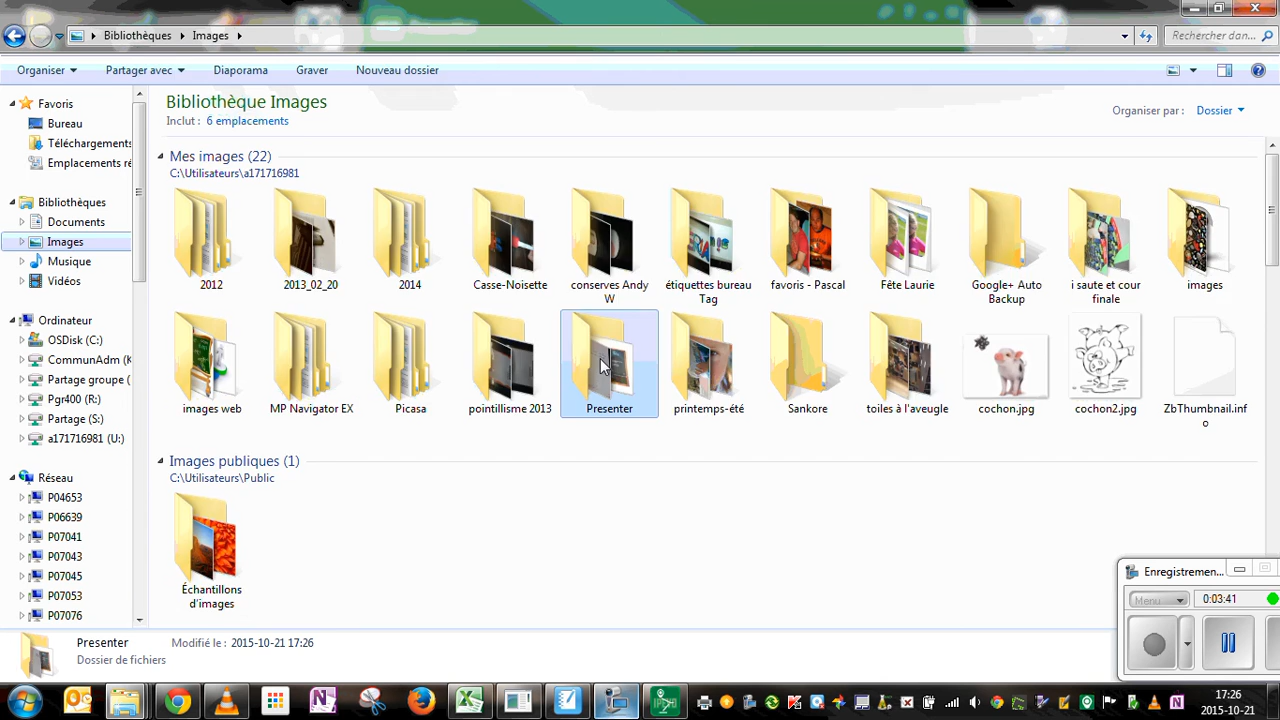 Bibliothèques Images Rechercher dan...
Organiser Partager avec Diaporama Graver Nouveau dossier
Favoris
Bureau
Téléchargements
Emplacements ré
Bibliothèques
Documents
Images
Musique
Vidéos
Ordinateur
OSDisk (C:)
CommunAdm (K
Partage groupe (
Pgr400 (R:)
Partage (S:)
a171716981 (U:)
Réseau
P04653
P06639
P07041
P07043
P07045
P07053
P07076
Bibliothèque Images
Inclut : 6 emplacements
Organiser par : Dossier
Mes images (22)
C:\Utilisateurs\a171716981
2012
2013_02_20
2014
Casse-Noisette
conserves Andy
W
étiquettes bureau
Tag
favoris - Pascal
Fête Laurie
Google+ Auto
Backup
i saute et cour
finale
images
images web
MP Navigator EX
Picasa
pointillisme 2013
Presenter
printemps-été
Sankore
toiles à l'aveugle
cochon.jpg
cochon2.jpg
ZbThumbnail.inf
o
Images publiques (1)
C:\Utilisateurs\Public
Échantillons
d'images
Enregistremen...
Menu
0:03:41
Presenter Modifié le : 2015-10-21 17:26
Dossier de fichiers
17:26
2015-10-21